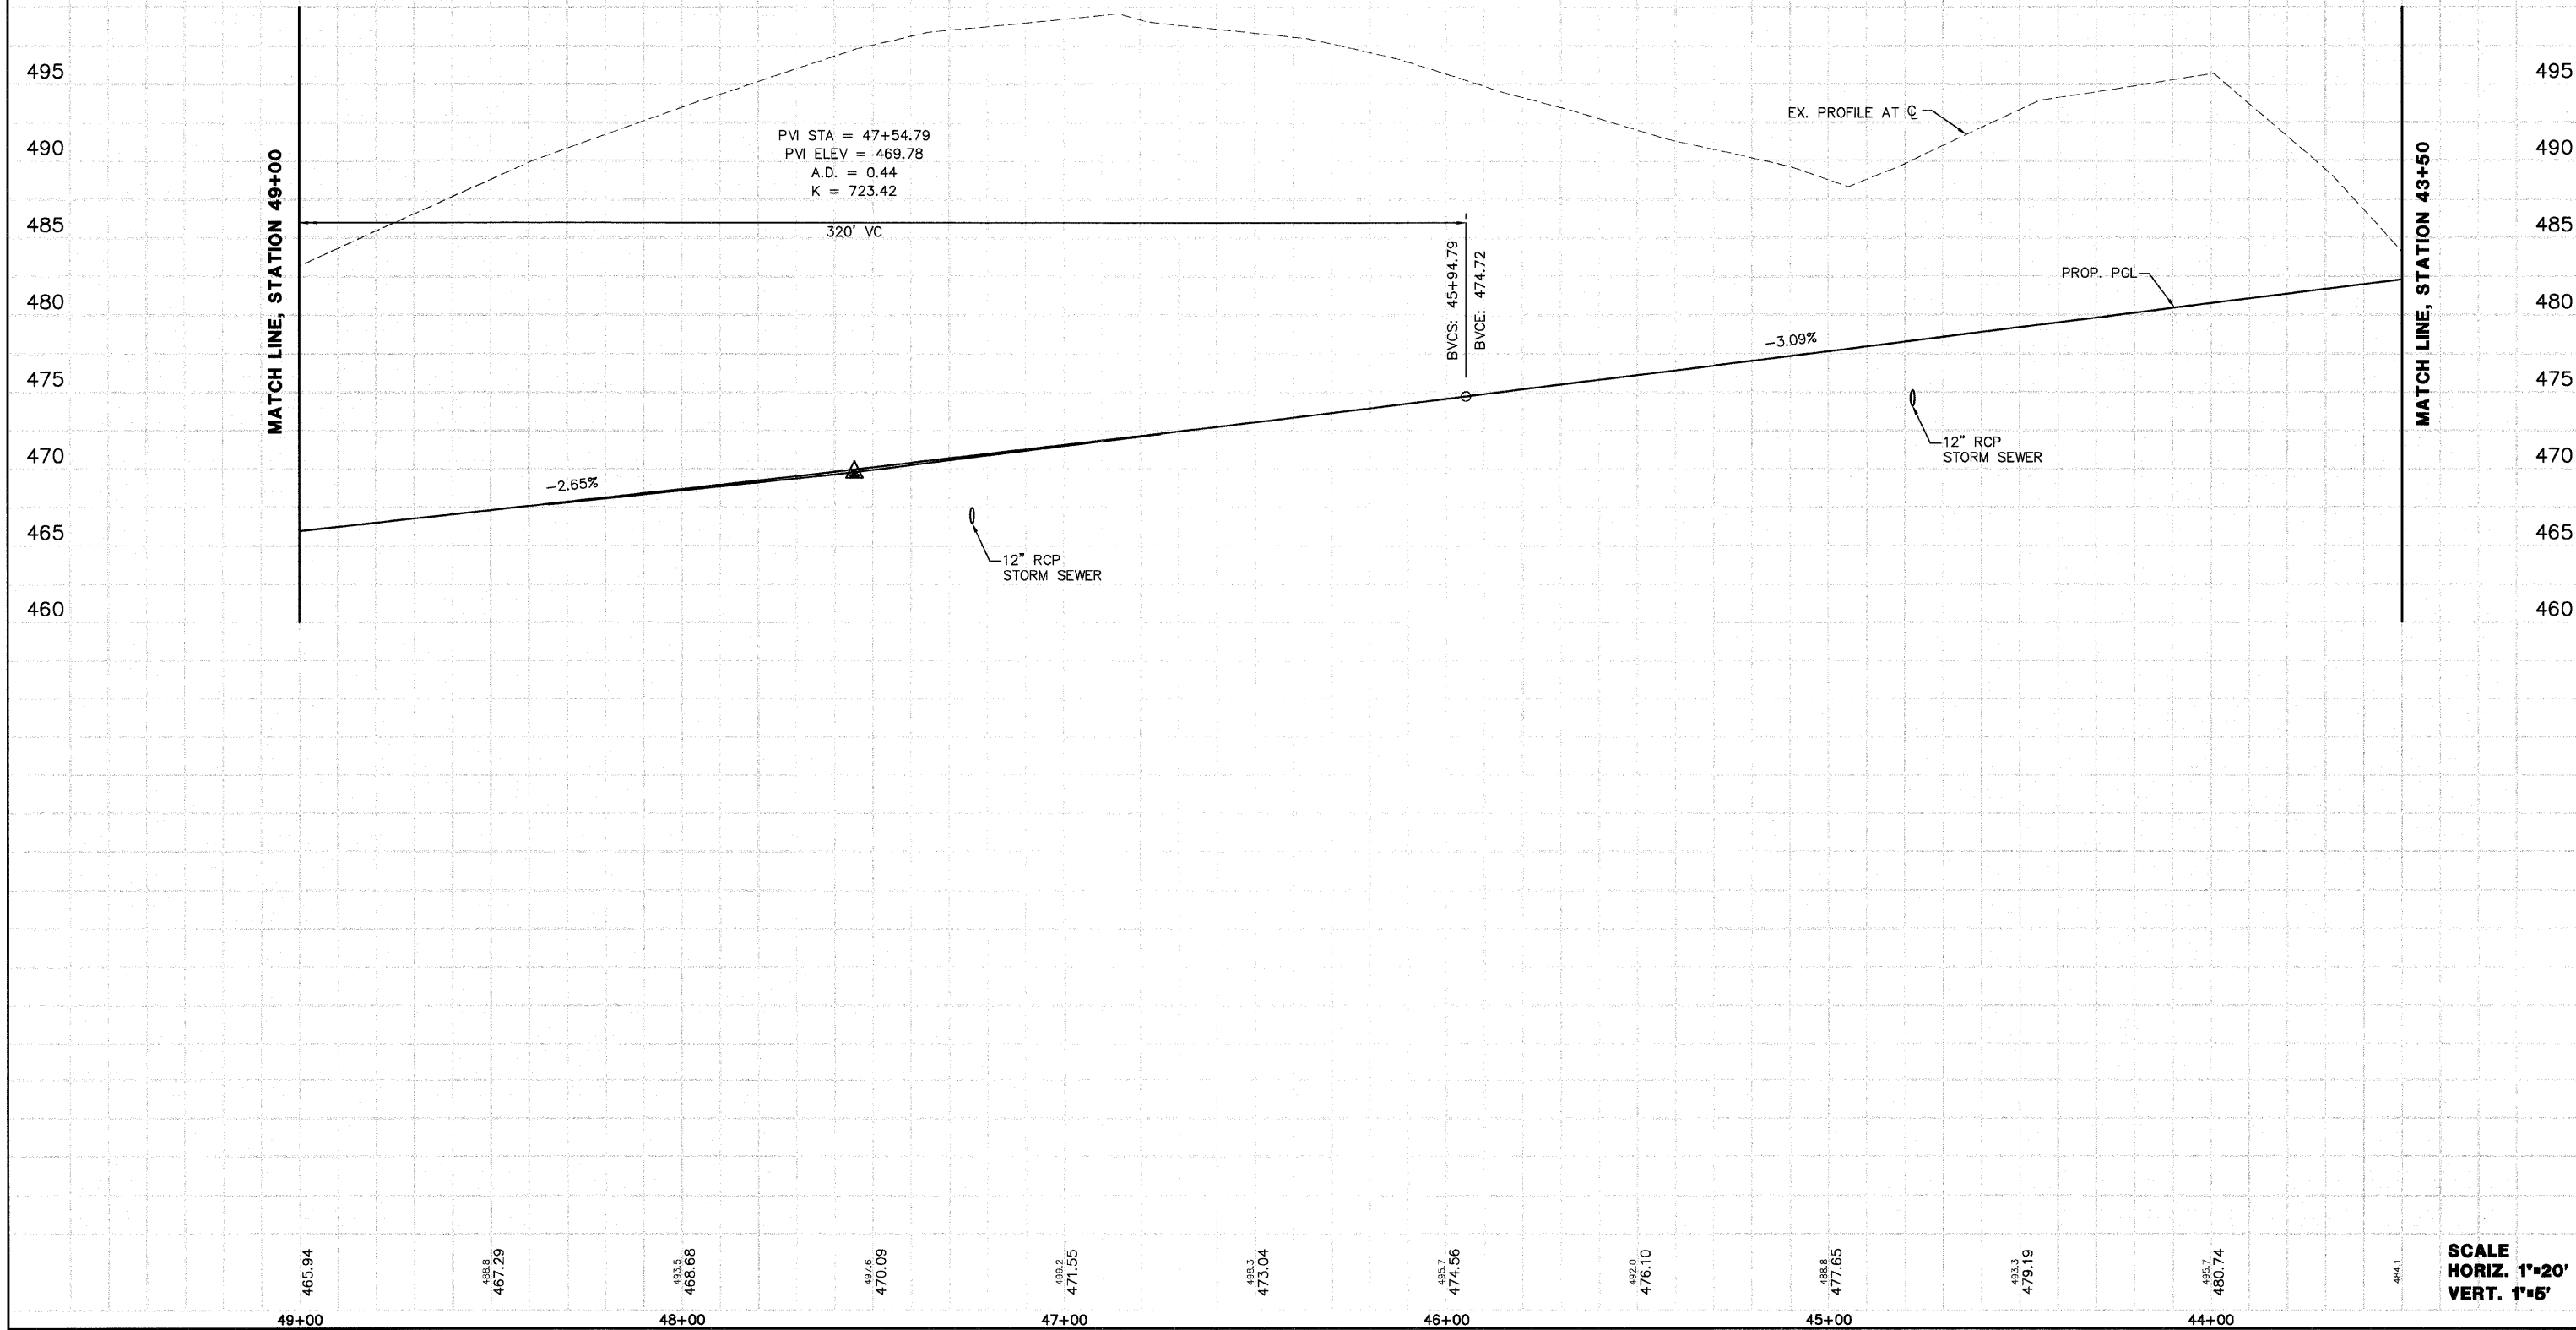 495
490
485
480
475
470
465
460
MATCH LINE, STATION 49+00
PVI STA = 47+54.79
PVI ELEV = 469.78
A.D. = 0.44
K = 723.42
320' VC
BVCS: 45+94.79
BVCE: 474.72
EX. PROFILE AT ℄
PROP. PGL
-3.09%
-2.65%
12" RCP
STORM SEWER
12" RCP
STORM SEWER
MATCH LINE, STATION 43+50
495
490
485
480
475
470
465
460
465.94
488.8
467.29
493.5
468.68
497.6
470.09
499.2
471.55
498.3
473.04
495.7
474.56
492.0
476.10
488.8
477.65
493.3
479.19
495.7
480.74
484.1
49+00
48+00
47+00
46+00
45+00
44+00
SCALE
HORIZ. 1"=20'
VERT. 1"=5'